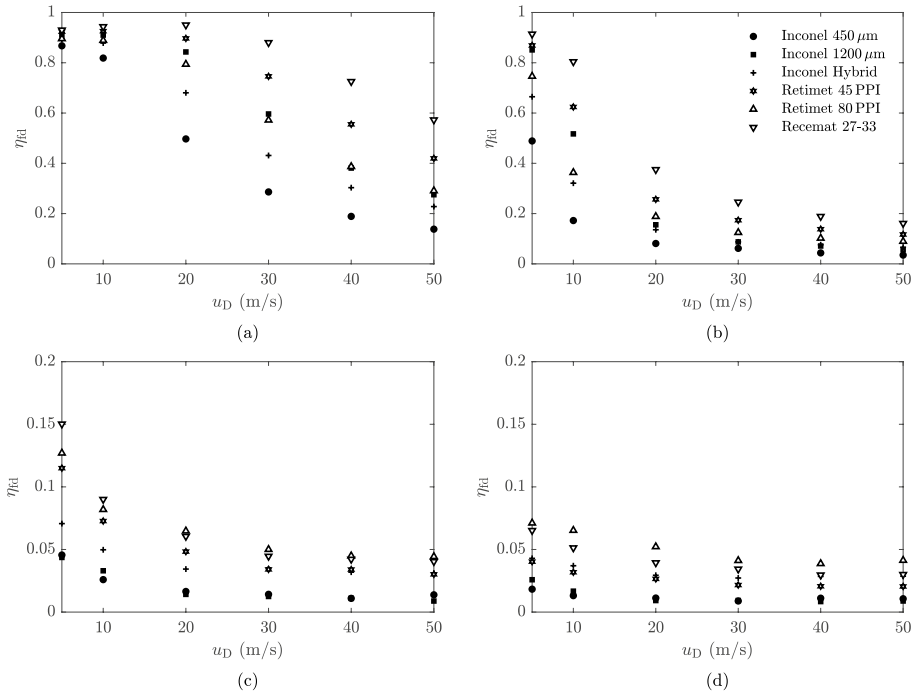 1
0.8
0.6
0.4
0.2
0
η_fd
10 20 30 40 50
u_D (m/s)
(a)
1
0.8
0.6
0.4
0.2
0
η_fd
Inconel 450 μm
Inconel 1200 μm
Inconel Hybrid
Retimet 45 PPI
Retimet 80 PPI
Recemat 27-33
10 20 30 40 50
u_D (m/s)
(b)
0.2
0.15
0.1
0.05
0
η_fd
10 20 30 40 50
u_D (m/s)
(c)
0.2
0.15
0.1
0.05
0
η_fd
10 20 30 40 50
u_D (m/s)
(d)